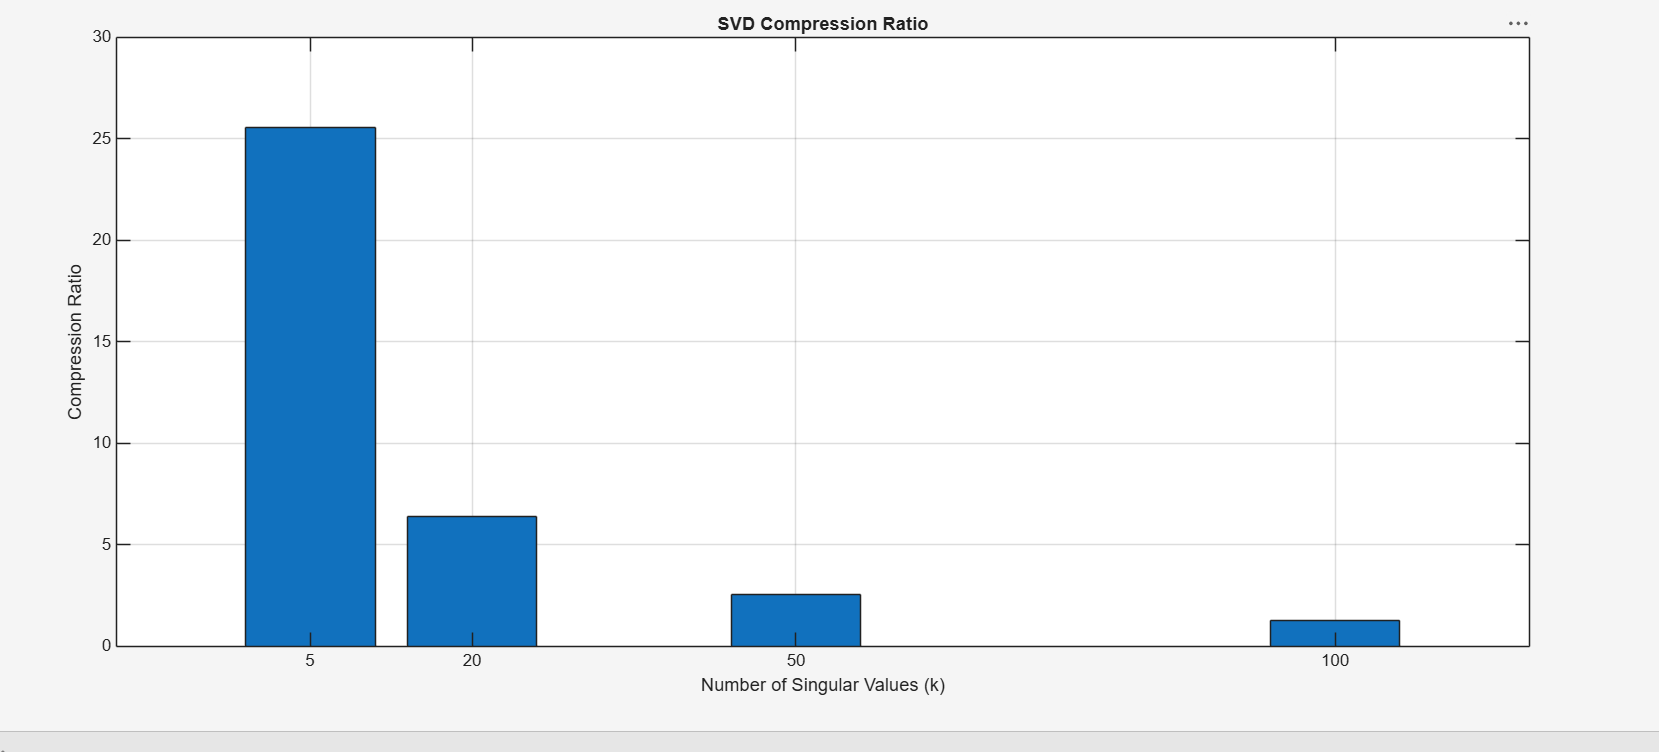 SVD Compression Ratio
30
25
20
15
10
5
0
Compression Ratio
5 20 50 100
Number of Singular Values (k)